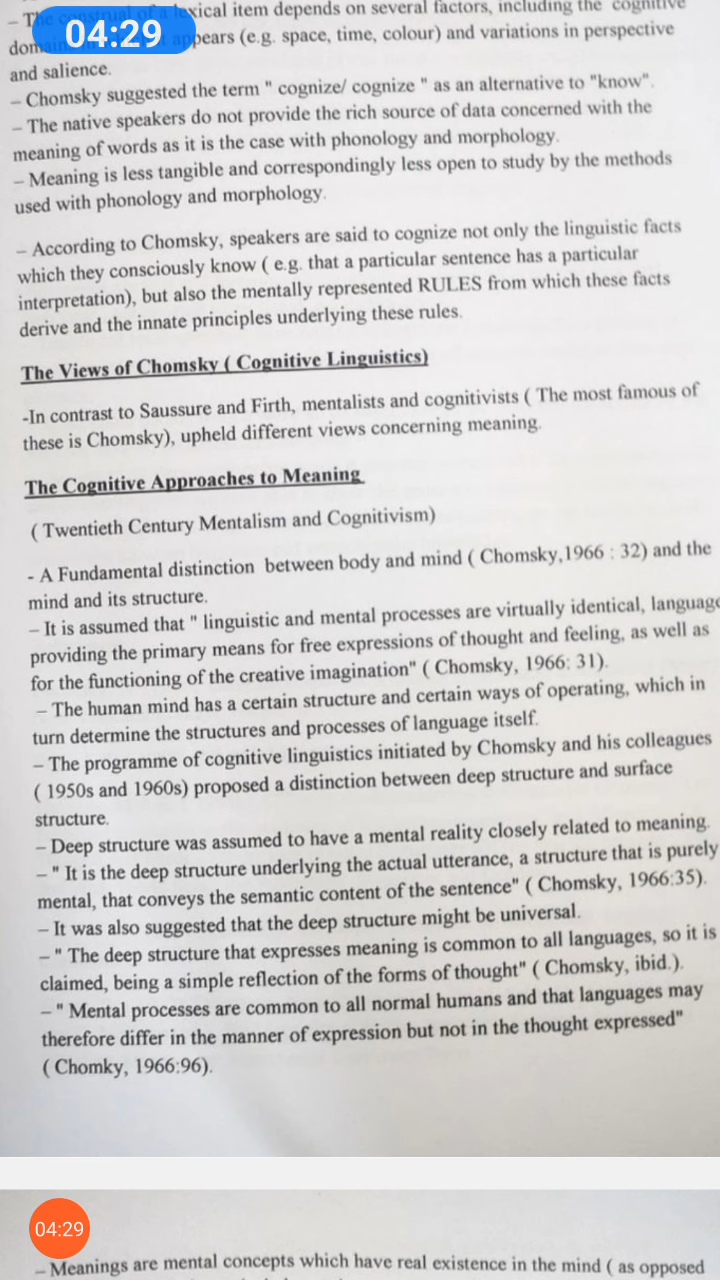 – The construal of a lexical item depends on several factors, including the cognitive
04:29
appears (e.g. space, time, colour) and variations in perspective
and salience.
– Chomsky suggested the term " cognize/ cognize " as an alternative to "know".
– The native speakers do not provide the rich source of data concerned with the
meaning of words as it is the case with phonology and morphology.
– Meaning is less tangible and correspondingly less open to study by the methods
used with phonology and morphology.
– According to Chomsky, speakers are said to cognize not only the linguistic facts
which they consciously know ( e.g. that a particular sentence has a particular
interpretation), but also the mentally represented RULES from which these facts
derive and the innate principles underlying these rules.
The Views of Chomsky ( Cognitive Linguistics)
-In contrast to Saussure and Firth, mentalists and cognitivists ( The most famous of
these is Chomsky), upheld different views concerning meaning.
The Cognitive Approaches to Meaning
( Twentieth Century Mentalism and Cognitivism)
- A Fundamental distinction between body and mind ( Chomsky,1966 : 32) and the
mind and its structure.
– It is assumed that " linguistic and mental processes are virtually identical, language
providing the primary means for free expressions of thought and feeling, as well as
for the functioning of the creative imagination" ( Chomsky, 1966: 31).
– The human mind has a certain structure and certain ways of operating, which in
turn determine the structures and processes of language itself.
– The programme of cognitive linguistics initiated by Chomsky and his colleagues
( 1950s and 1960s) proposed a distinction between deep structure and surface
structure.
– Deep structure was assumed to have a mental reality closely related to meaning.
– " It is the deep structure underlying the actual utterance, a structure that is purely
mental, that conveys the semantic content of the sentence" ( Chomsky, 1966:35).
– It was also suggested that the deep structure might be universal.
– " The deep structure that expresses meaning is common to all languages, so it is
claimed, being a simple reflection of the forms of thought" ( Chomsky, ibid.).
– " Mental processes are common to all normal humans and that languages may
therefore differ in the manner of expression but not in the thought expressed"
( Chomky, 1966:96).
04:29
– Meanings are mental concepts which have real existence in the mind ( as opposed